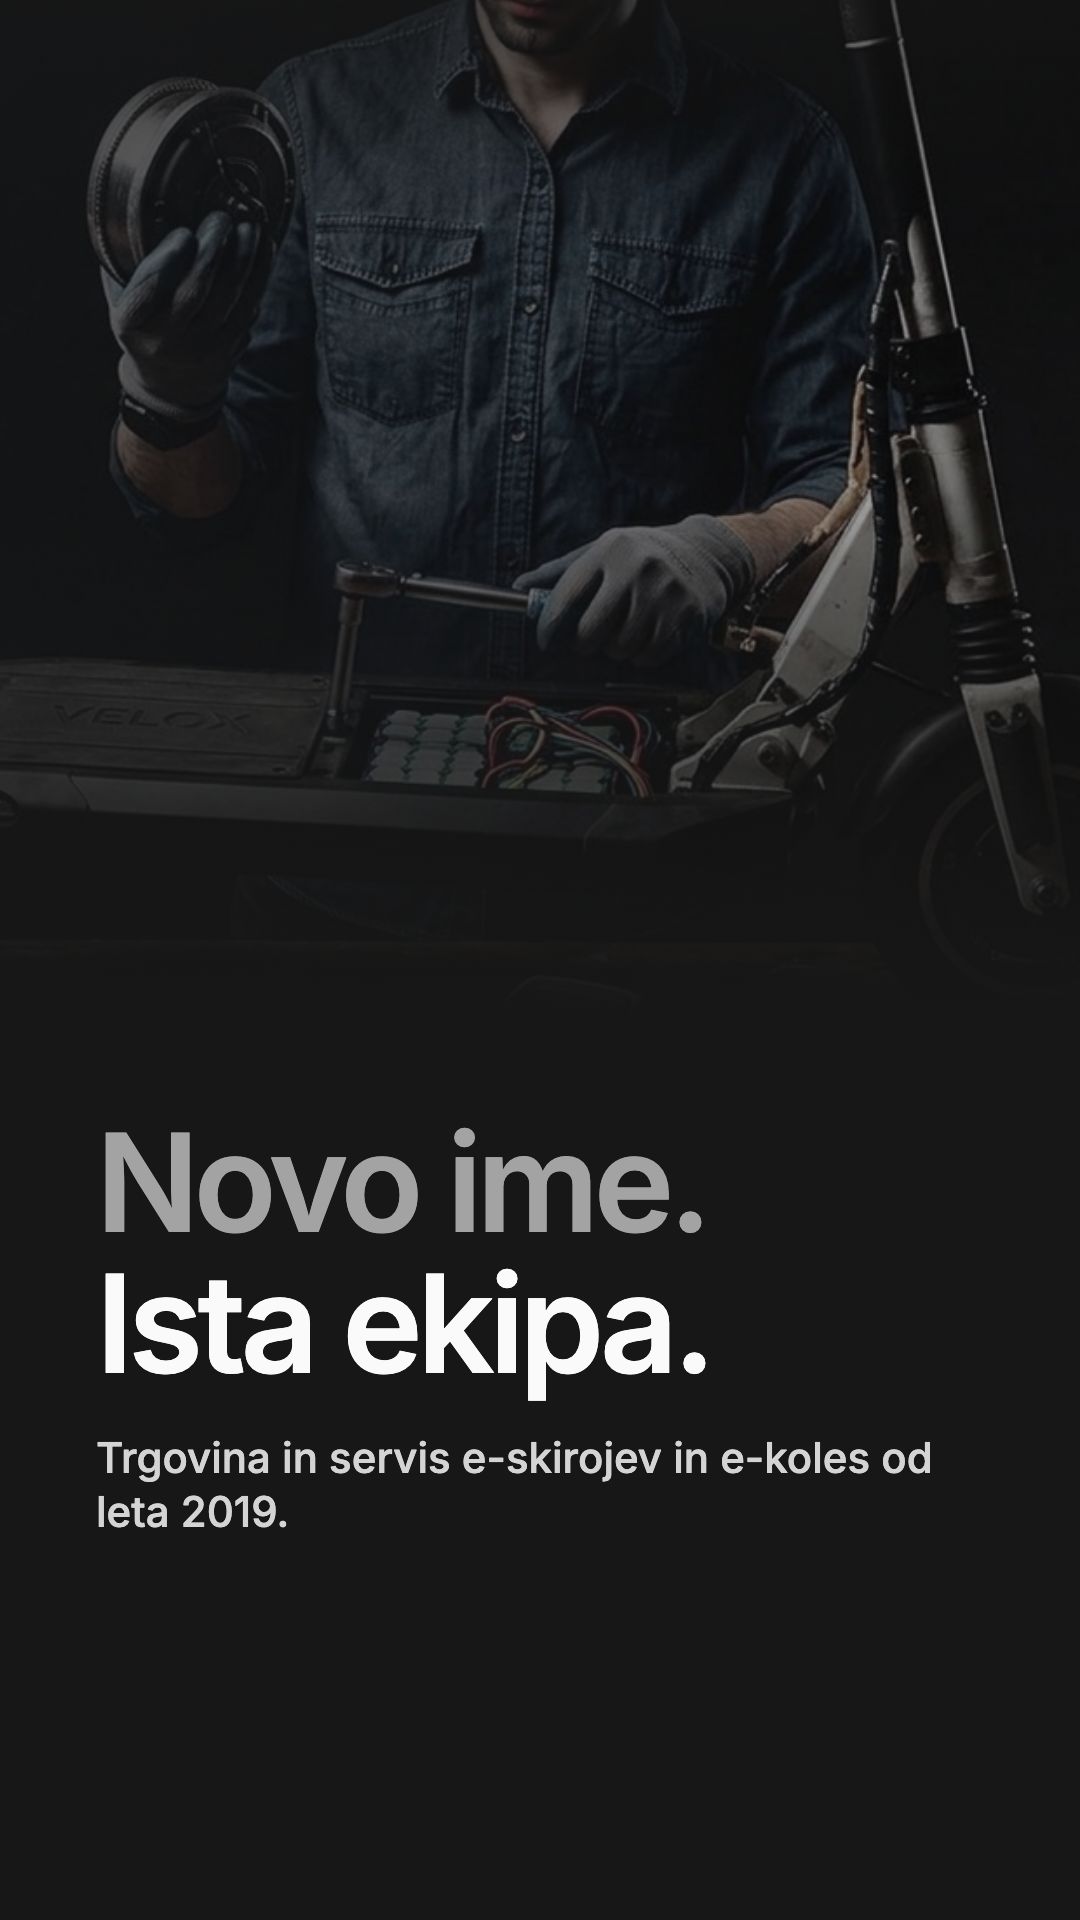 VELOX
Novo ime.
Ista ekipa.
Trgovina in servis e-skirojev in e-koles od
leta 2019.